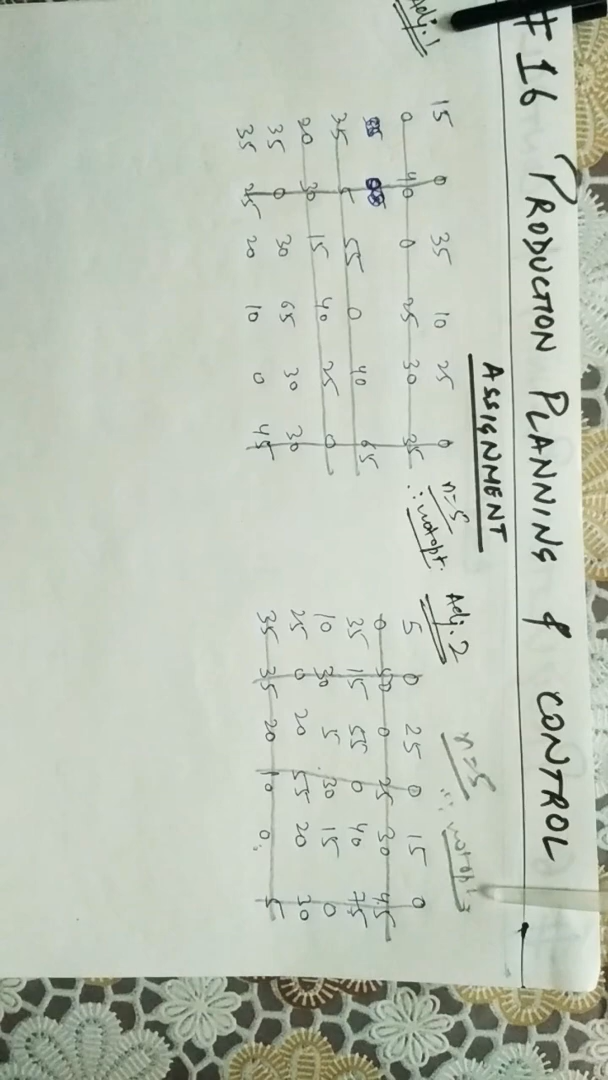 #16 PRODUCTION PLANNING & CONTROL
ASSIGNMENT
Adj. 1
n=5
∴ not opt.
15 0 35 10 25 0
0 40 0 25 30 35
35 5 55 0 40 65
20 30 15 40 25 0
35 0 30 65 30 30
35 35 20 10 0 45
Adj. 2
n=5
∴ not opt
5 0 25 0 15 0
0 50 0 25 30 45
35 15 55 0 40 75
10 30 5 30 15 0
25 0 20 55 20 30
35 35 20 10 0 5